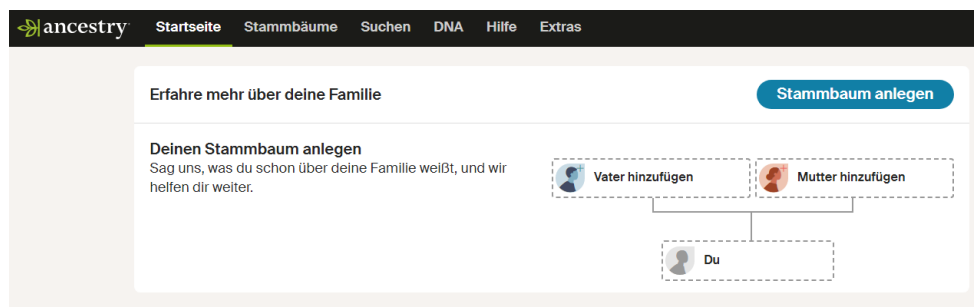 ancestry Startseite Stammbäume Suchen DNA Hilfe Extras
Erfahre mehr über deine Familie Stammbaum anlegen
Deinen Stammbaum anlegen
Sag uns, was du schon über deine Familie weißt, und wir
helfen dir weiter.
Vater hinzufügen Mutter hinzufügen
Du